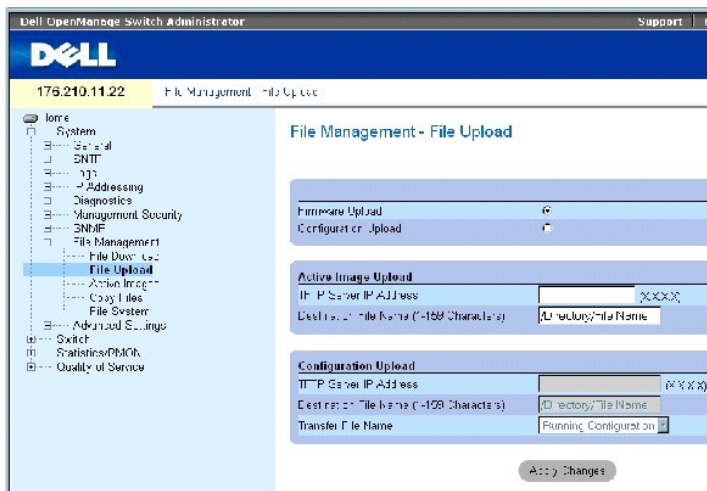 Dell OpenManage Switch Administrator
Support
DELL
176.210.11.22
File Management - File Upload
Home
System
General
SNTP
Logs
IP Addressing
Diagnostics
Management Security
SNMP
File Management
File Download
File Upload
Active Images
Copy Files
File System
Advanced Settings
Switch
Statistics/RMON
Quality of Service
File Management - File Upload
Firmware Upload
Configuration Upload
Active Image Upload
TFTP Server IP Address (X.X.X.X)
Destination File Name (1-159 Characters) /Directory/File Name
Configuration Upload
TFTP Server IP Address (X.X.X.X)
Destination File Name (1-159 Characters) /Directory/File Name
Transfer File Name Running Configuration
Apply Changes